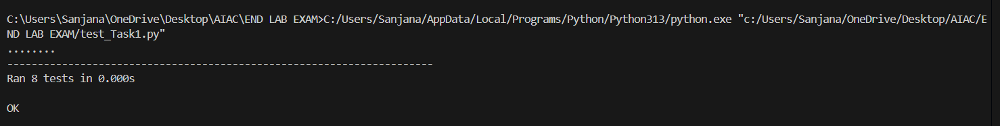 C:\Users\Sanjana\OneDrive\Desktop\AIAC\END LAB EXAM>C:/Users/Sanjana/AppData/Local/Programs/Python/Python313/python.exe "c:/Users/Sanjana/OneDrive/Desktop/AIAC/E
ND LAB EXAM/test_Task1.py"
........
----------------------------------------------------------------------
Ran 8 tests in 0.000s
OK